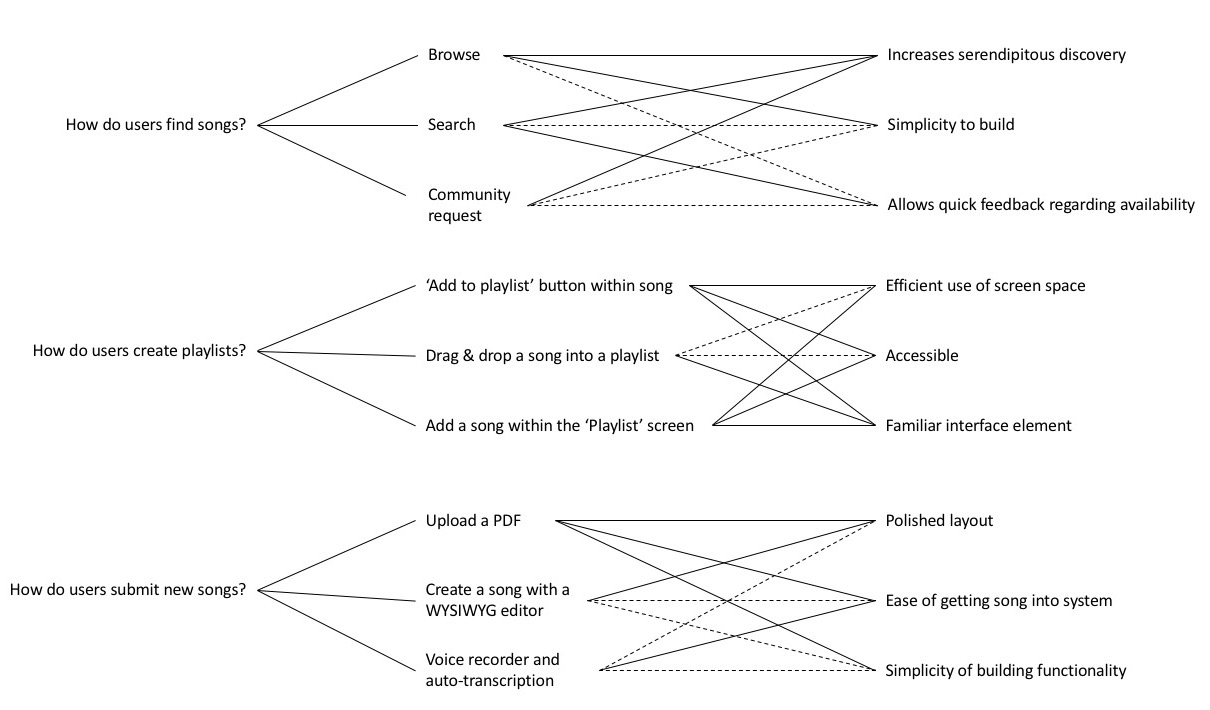 Browse
Increases serendipitous discovery
How do users find songs?
Search
Simplicity to build
Community
request
Allows quick feedback regarding availability
‘Add to playlist’ button within song
Efficient use of screen space
How do users create playlists?
Drag & drop a song into a playlist
Accessible
Add a song within the ‘Playlist’ screen
Familiar interface element
Upload a PDF
Polished layout
How do users submit new songs?
Create a song with a
WYSIWYG editor
Ease of getting song into system
Voice recorder and
auto-transcription
Simplicity of building functionality